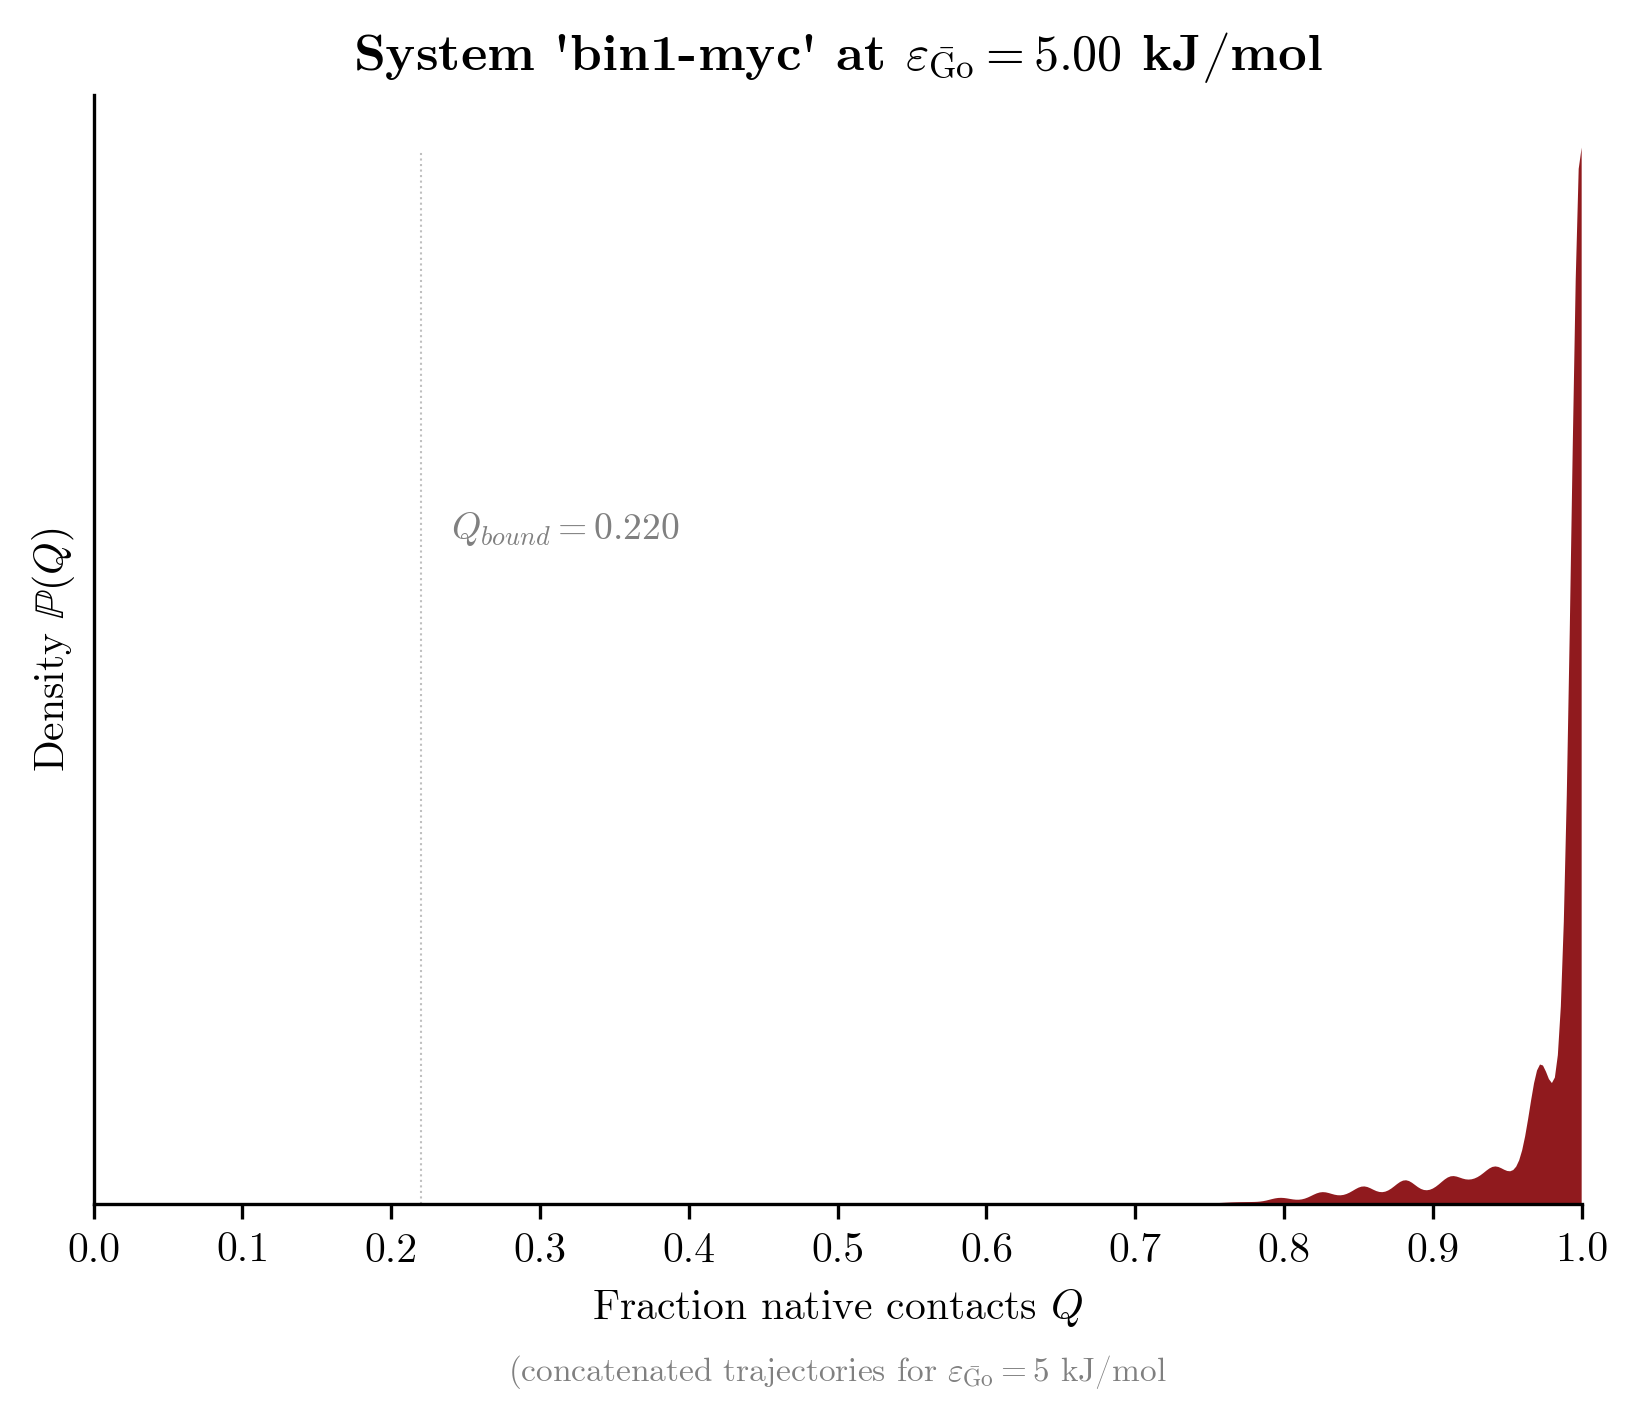 System 'bin1-myc' at ε_Ḡo = 5.00 kJ/mol
Density ℙ(Q)
Q_bound = 0.220
0.0 0.1 0.2 0.3 0.4 0.5 0.6 0.7 0.8 0.9 1.0
Fraction native contacts Q
(concatenated trajectories for ε_Ḡo = 5 kJ/mol